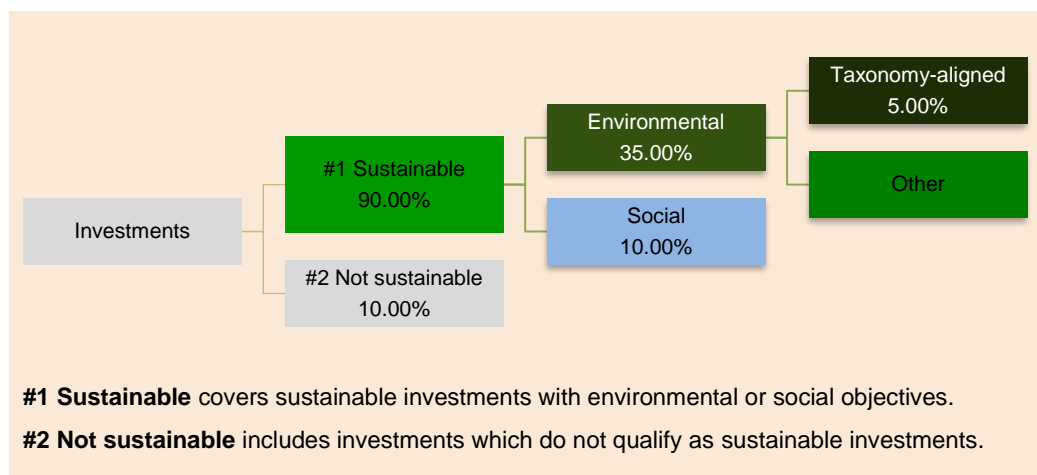 Taxonomy-aligned
5.00%
Environmental
35.00%
#1 Sustainable
90.00%
Other
Social
10.00%
Investments
#2 Not sustainable
10.00%
#1 Sustainable covers sustainable investments with environmental or social objectives.
#2 Not sustainable includes investments which do not qualify as sustainable investments.